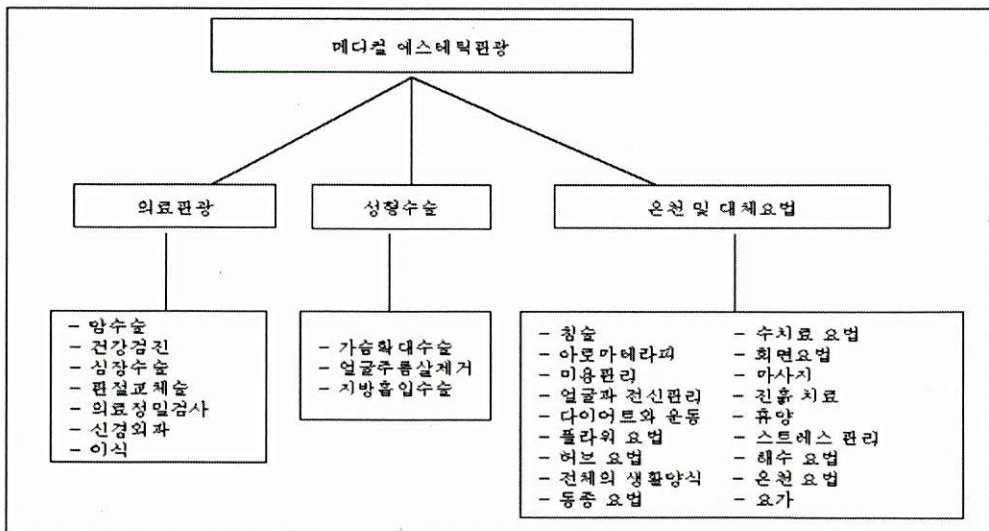 메디컬 에스테틱관광
의료관광
성형수술
온천 및 대체요법
- 암수술
- 건강검진
- 심장수술
- 관절교체술
- 의료정밀검사
- 신경외과
- 이식
- 가슴확대수술
- 얼굴주름살제거
- 지방흡입수술
- 침술
- 아로마테라피
- 미용관리
- 얼굴과 전신관리
- 다이어트와 운동
- 플라워 요법
- 허브 요법
- 전체의 생활양식
- 동종 요법
- 수치료 요법
- 회면요법
- 마사지
- 진흙 치료
- 휴양
- 스트레스 관리
- 해수 요법
- 온천 요법
- 요가